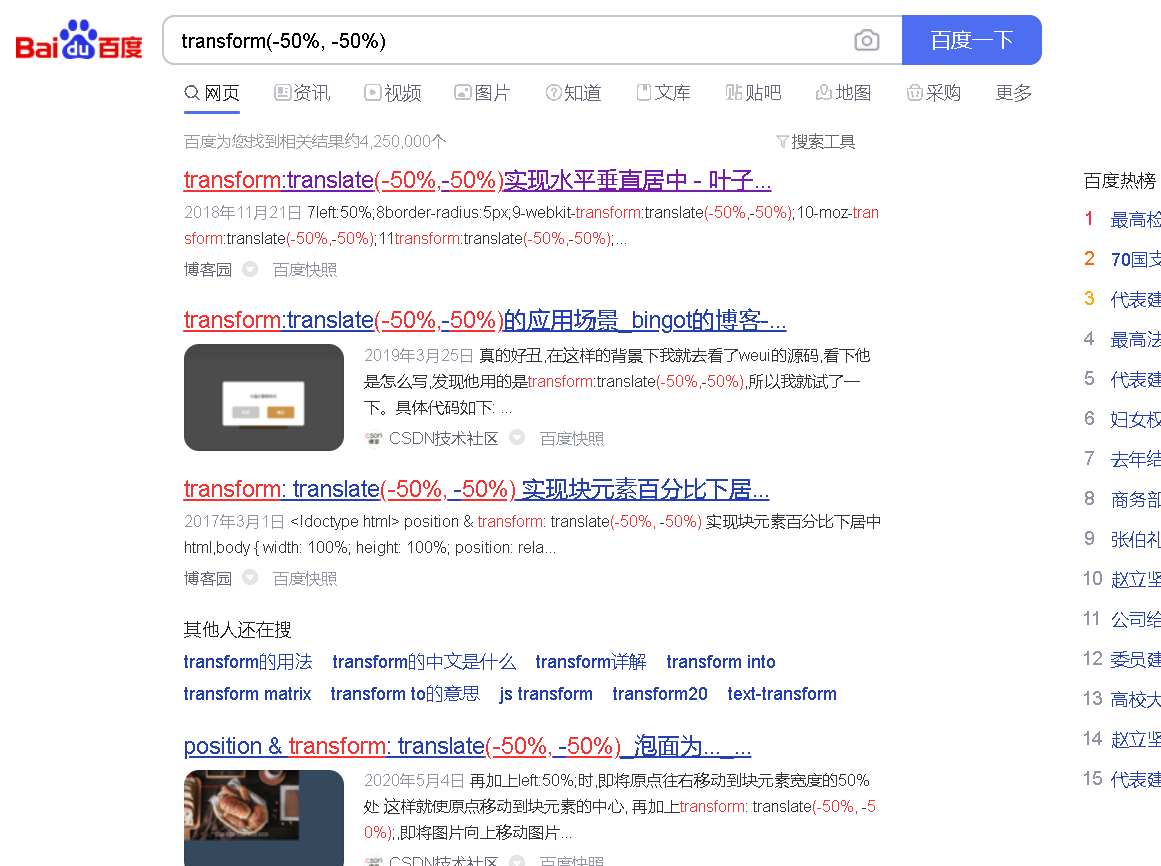 Bai du 百度
transform(-50%, -50%)
百度一下
网页 资讯 视频 图片 知道 文库 贴吧 地图 采购 更多
百度为您找到相关结果约4,250,000个
搜索工具
transform:translate(-50%,-50%)实现水平垂直居中 - 叶子...
2018年11月21日 7left:50%;8border-radius:5px;9-webkit-transform:translate(-50%,-50%);10-moz-tran
sform:translate(-50%,-50%);11transform:translate(-50%,-50%);...
博客园 百度快照
transform:translate(-50%,-50%)的应用场景_bingot的博客-...
2019年3月25日 真的好丑,在这样的背景下我就去看了weui的源码,看下他
是怎么写,发现他用的是transform:translate(-50%,-50%),所以我就试了一
下。具体代码如下: ...
CSDN技术社区 百度快照
transform: translate(-50%, -50%) 实现块元素百分比下居...
2017年3月1日 <!doctype html> position & transform: translate(-50%, -50%) 实现块元素百分比下居中
html,body { width: 100%; height: 100%; position: rela...
博客园 百度快照
其他人还在搜
transform的用法 transform的中文是什么 transform详解 transform into
transform matrix transform to的意思 js transform transform20 text-transform
position & transform: translate(-50%, -50%)_ 泡面为..._...
2020年5月4日 再加上left:50%;时,即将原点往右移动到块元素宽度的50%
处 这样就使原点移动到块元素的中心, 再加上transform: translate(-50%, -5
0%);,即将图片向上移动图片...
CSDN技术社区 百度快照
百度热榜
1 最高检
2 70国支
3 代表建
4 最高法
5 代表建
6 妇女权
7 去年结
8 商务部
9 张伯礼
10 赵立坚
11 公司给
12 委员建
13 高校大
14 赵立坚
15 代表建